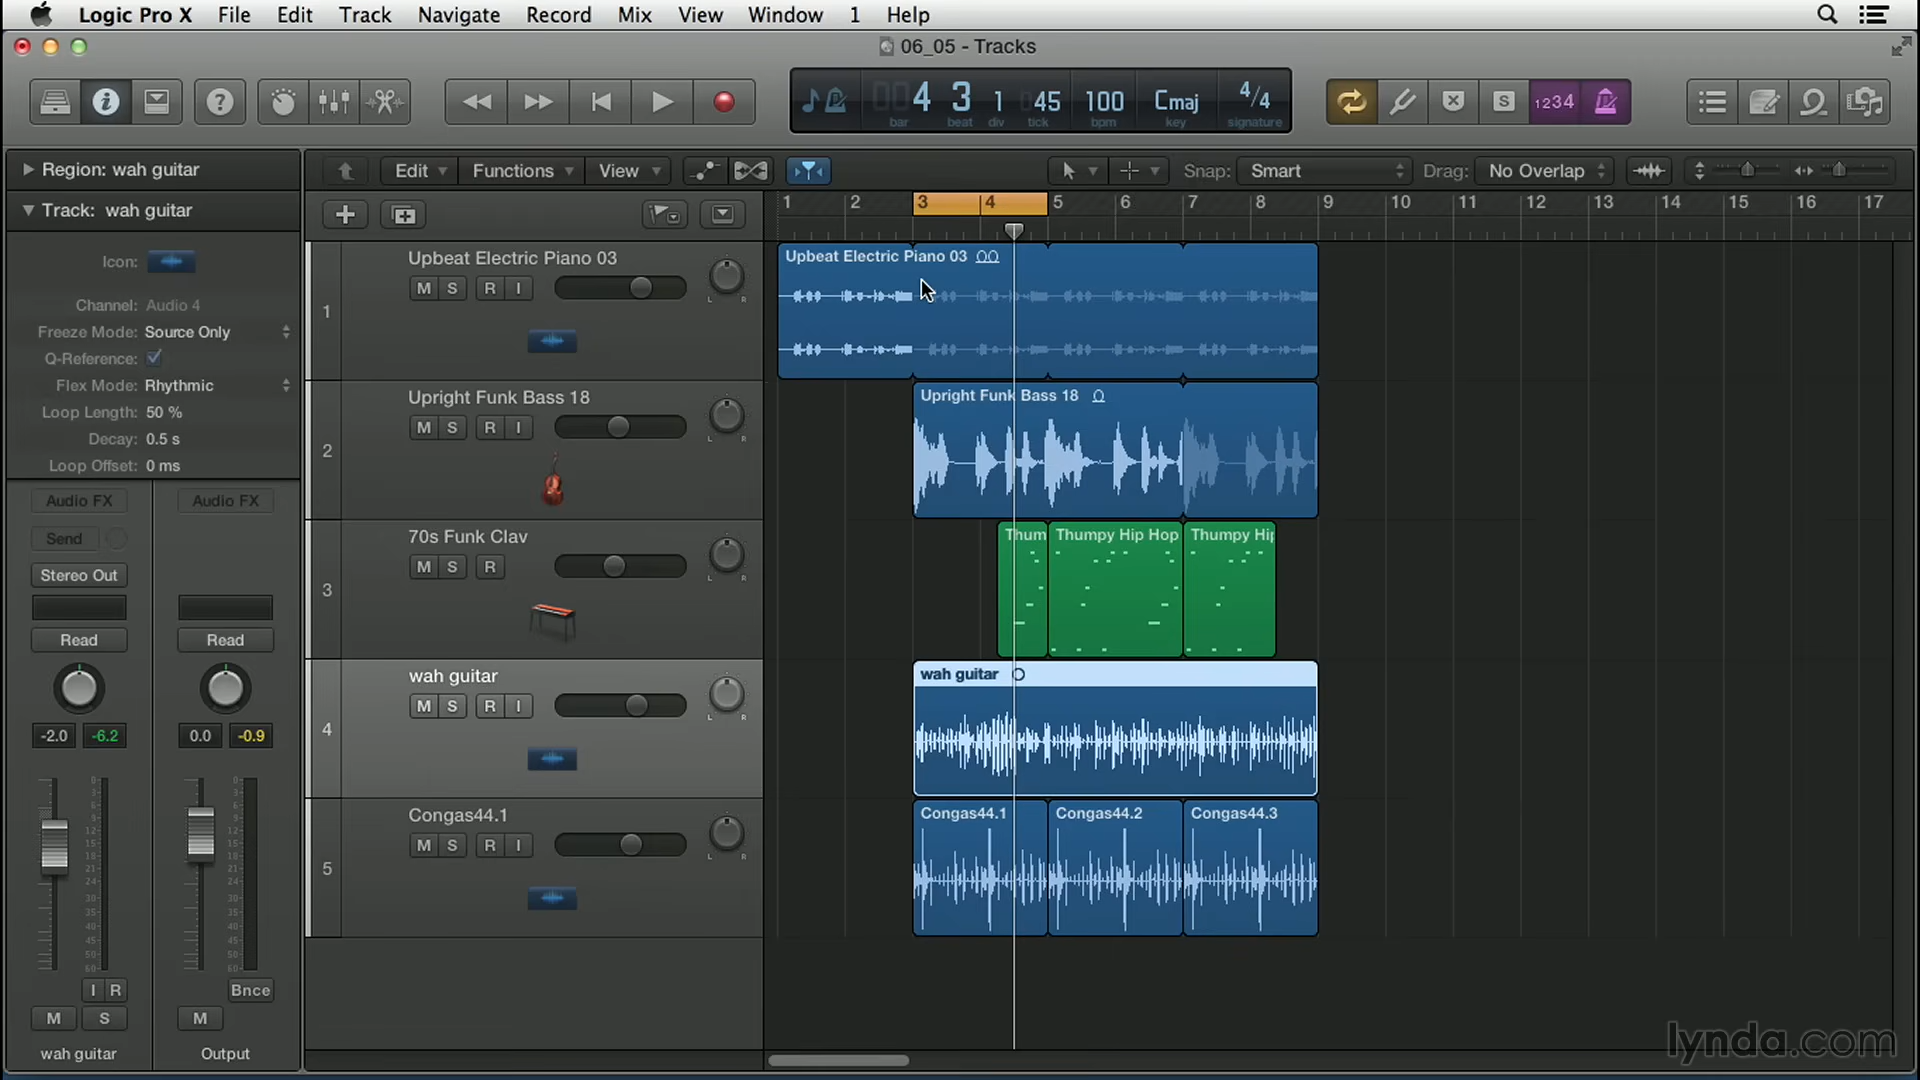 Logic Pro X File Edit Track Navigate Record Mix View Window 1 Help
06_05 - Tracks
4 3 1 45 100 Cmaj 4/4
bar beat div tick bpm key signature
S 1234
Region: wah guitar
Edit Functions View Snap: Smart Drag: No Overlap
Track: wah guitar
1 2 3 4 5 6 7 8 9 10 11 12 13 14 15 16 17
Icon:
Channel: Audio 4
Freeze Mode: Source Only
Q-Reference:
Flex Mode: Rhythmic
Loop Length: 50 %
Decay: 0.5 s
Loop Offset: 0 ms
Audio FX Audio FX
Send
Stereo Out
Read Read
-2.0 -6.2 0.0 -0.9
I R Bnce
M S M
wah guitar Output
1 Upbeat Electric Piano 03
M S R I L R
2 Upright Funk Bass 18
M S R I L R
3 70s Funk Clav
M S R L R
4 wah guitar
M S R I L R
5 Congas44.1
M S R I L R
Upbeat Electric Piano 03
Upright Funk Bass 18
Thum Thumpy Hip Hop Thumpy Hip
wah guitar
Congas44.1 Congas44.2 Congas44.3
lynda.com